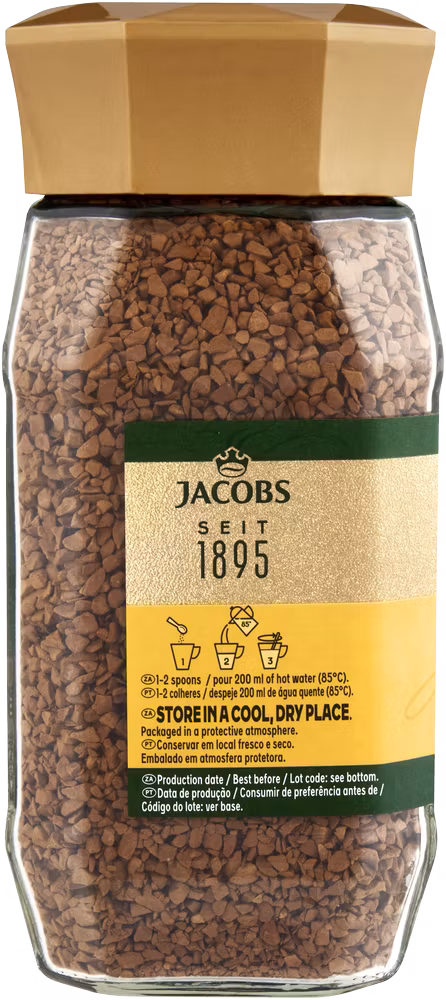 JACOBS
SEIT
1895
85°
1 2 3
ZA 1-2 spoons / pour 200 ml of hot water (85ºC).
PT 1-2 colheres / despeje 200 ml de água quente (85ºC).
ZA STORE IN A COOL, DRY PLACE.
Packaged in a protective atmosphere.
PT Conservar em local fresco e seco.
Embalado em atmosfera protetora.
ZA Production date / Best before / Lot code: see bottom.
PT Data de produção / Consumir de preferência antes de /
Código do lote: ver base.